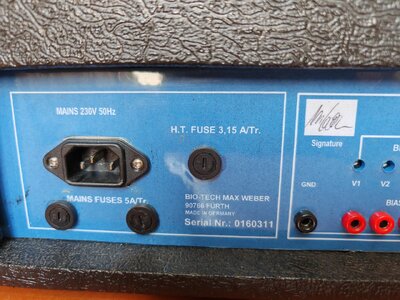 MAINS 230V 50Hz
H.T. FUSE 3,15 A/Tr.
Signature
GND
V1
V2
MAINS FUSES 5A/Tr.
BIO-TECH MAX WEBER
90766 FÜRTH
MADE IN GERMANY
Serial Nr.: 0160311